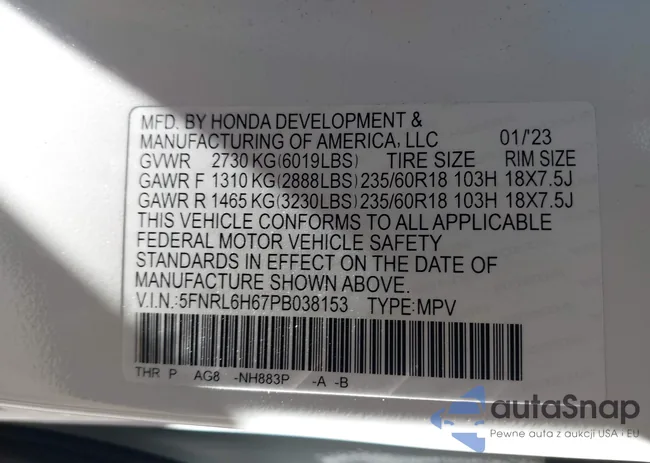 MFD. BY HONDA DEVELOPMENT &
MANUFACTURING OF AMERICA, LLC 01/'23
GVWR 2730 KG(6019LBS) TIRE SIZE RIM SIZE
GAWR F 1310 KG(2888LBS) 235/60R18 103H 18X7.5J
GAWR R 1465 KG(3230LBS) 235/60R18 103H 18X7.5J
THIS VEHICLE CONFORMS TO ALL APPLICABLE
FEDERAL MOTOR VEHICLE SAFETY
STANDARDS IN EFFECT ON THE DATE OF
MANUFACTURE SHOWN ABOVE.
V.I.N.:5FNRL6H67PB038153 TYPE:MPV
THR P AG8 -NH883P -A -B
autaSnap
Pewne auta z aukcji USA i EU